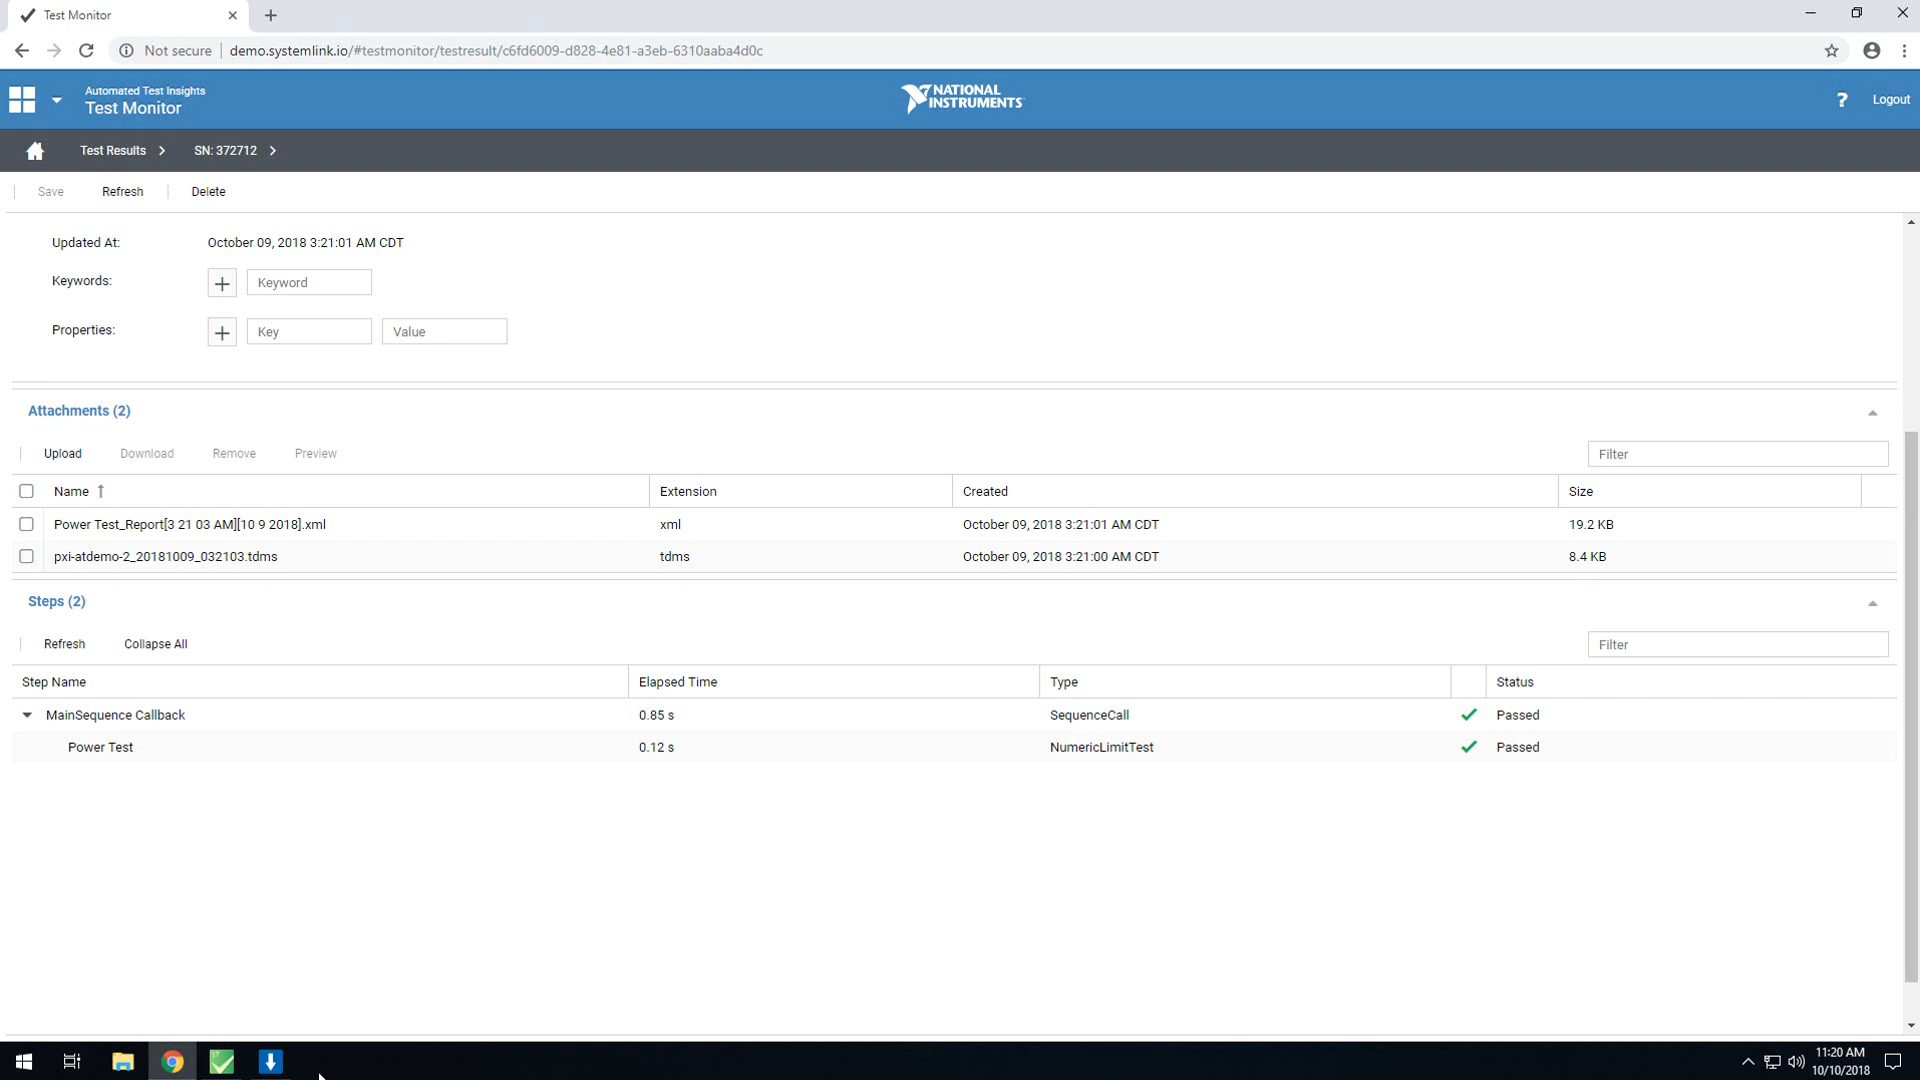 Test Monitor
Not secure demo.systemlink.io/#testmonitor/testresult/c6fd6009-d828-4e81-a3eb-6310aaba4d0c
Automated Test Insights
Test Monitor
NATIONAL
INSTRUMENTS
? Logout
Test Results SN: 372712
Save Refresh Delete
Updated At: October 09, 2018 3:21:01 AM CDT
Keywords: + Keyword
Properties: + Key Value
Attachments (2)
Upload Download Remove Preview Filter
Name Extension Created Size
Power Test_Report[3 21 03 AM][10 9 2018].xml xml October 09, 2018 3:21:01 AM CDT 19.2 KB
pxi-atdemo-2_20181009_032103.tdms tdms October 09, 2018 3:21:00 AM CDT 8.4 KB
Steps (2)
Refresh Collapse All Filter
Step Name Elapsed Time Type Status
MainSequence Callback 0.85 s SequenceCall Passed
Power Test 0.12 s NumericLimitTest Passed
11:20 AM
10/10/2018